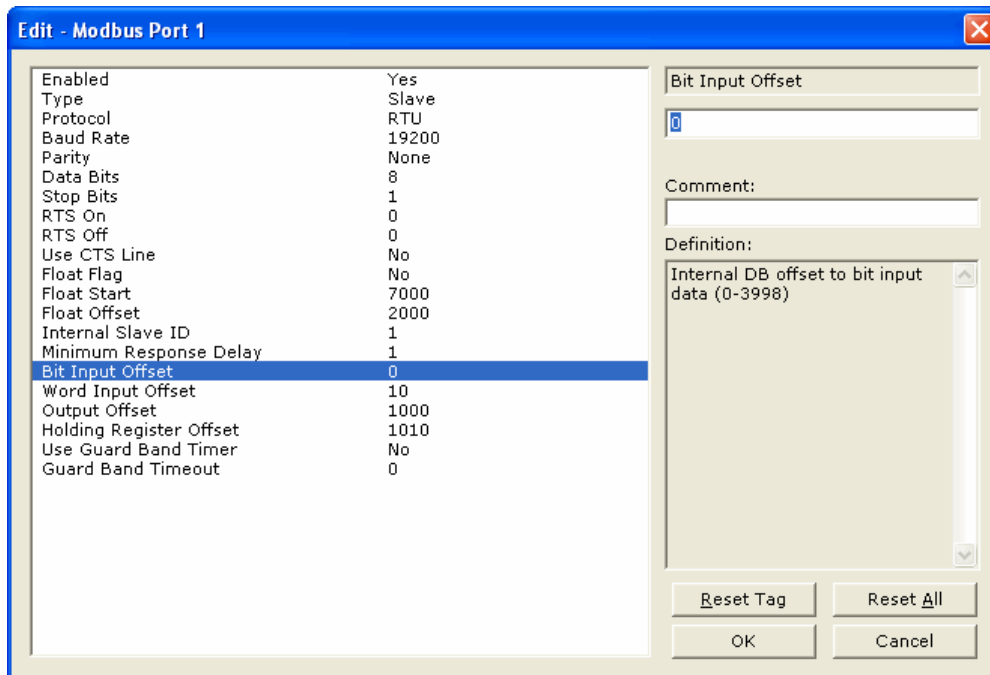 Edit - Modbus Port 1
Enabled Yes
Type Slave
Protocol RTU
Baud Rate 19200
Parity None
Data Bits 8
Stop Bits 1
RTS On 0
RTS Off 0
Use CTS Line No
Float Flag No
Float Start 7000
Float Offset 2000
Internal Slave ID 1
Minimum Response Delay 1
Bit Input Offset 0
Word Input Offset 10
Output Offset 1000
Holding Register Offset 1010
Use Guard Band Timer No
Guard Band Timeout 0
Bit Input Offset
0
Comment:
Definition:
Internal DB offset to bit input
data (0-3998)
Reset Tag Reset All
OK Cancel